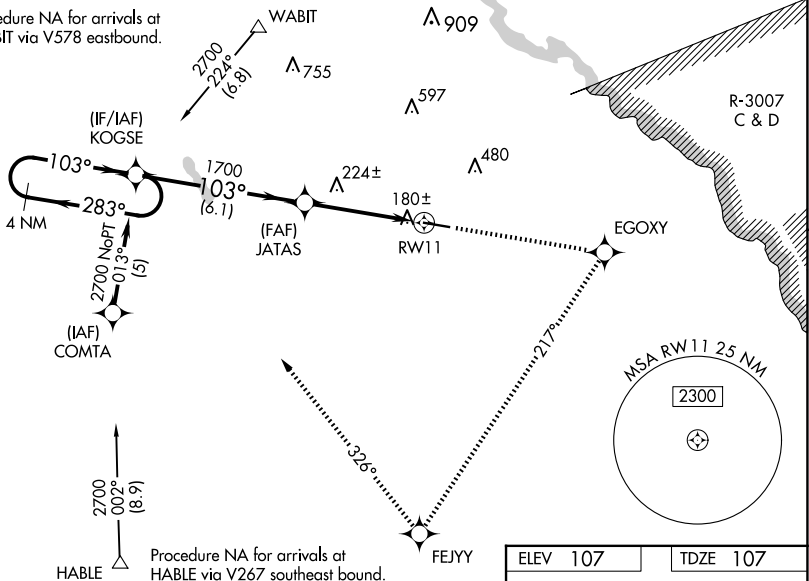 WABIT
via V578 eastbound.
2700
224°
(6.8)
909
755
597
480
224±
180±
R-3007
C & D
(IF/IAF)
KOGSE
103°
283°
4 NM
1700
103°
(6.1)
(FAF)
JATAS
RW11
EGOXY
2700 NoPT
013°
(5)
(IAF)
COMTA
217°
326°
FEJYY
MSA RW11 25 NM
2300
2700
002°
(8.9)
HABLE
Procedure NA for arrivals at
HABLE via V267 southeast bound.
ELEV 107
TDZE 107
NA for arrivals at